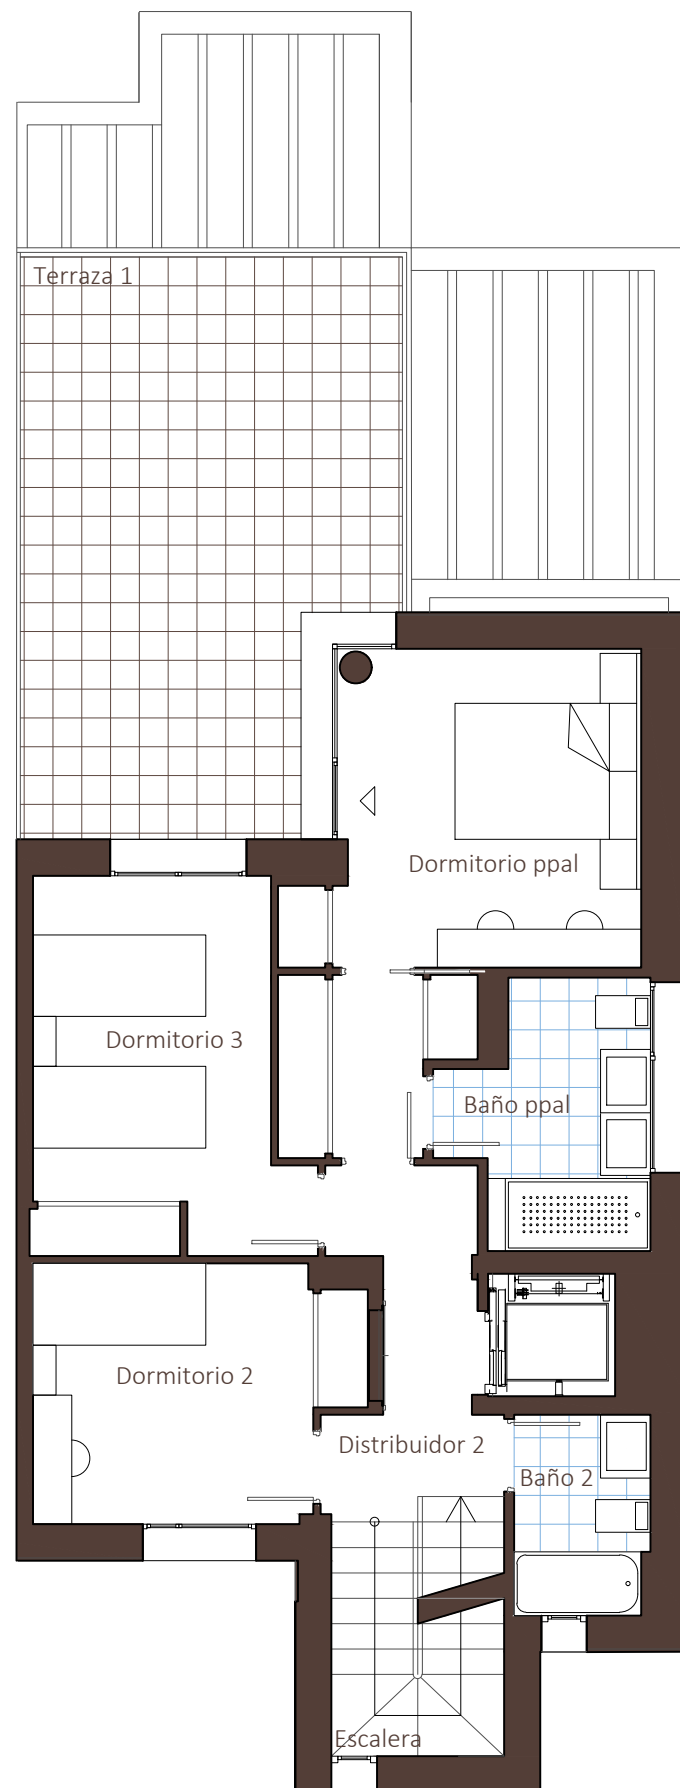 Terraza 1
Dormitorio ppal
Dormitorio 3
Baño ppal
Dormitorio 2
Distribuidor 2
Baño 2
Escalera